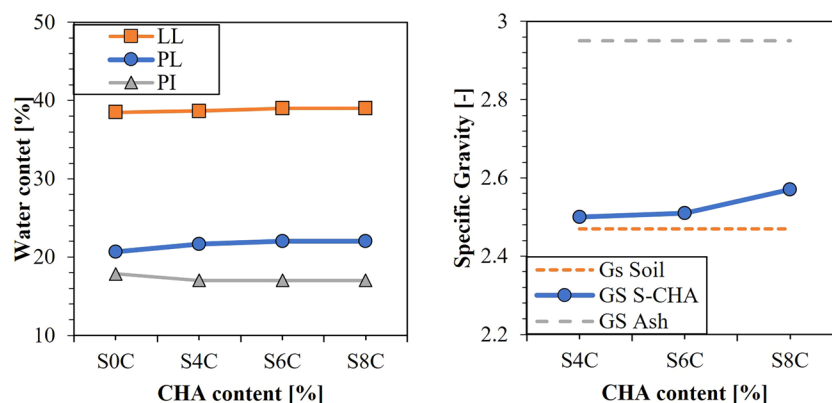 50
40
30
20
10
Water contet [%]
LL
PL
PI
S0C
S4C
S6C
S8C
CHA content [%]
3
2.8
2.6
2.4
2.2
Specific Gravity [-]
Gs Soil
GS S-CHA
GS Ash
S4C
S6C
S8C
CHA content [%]